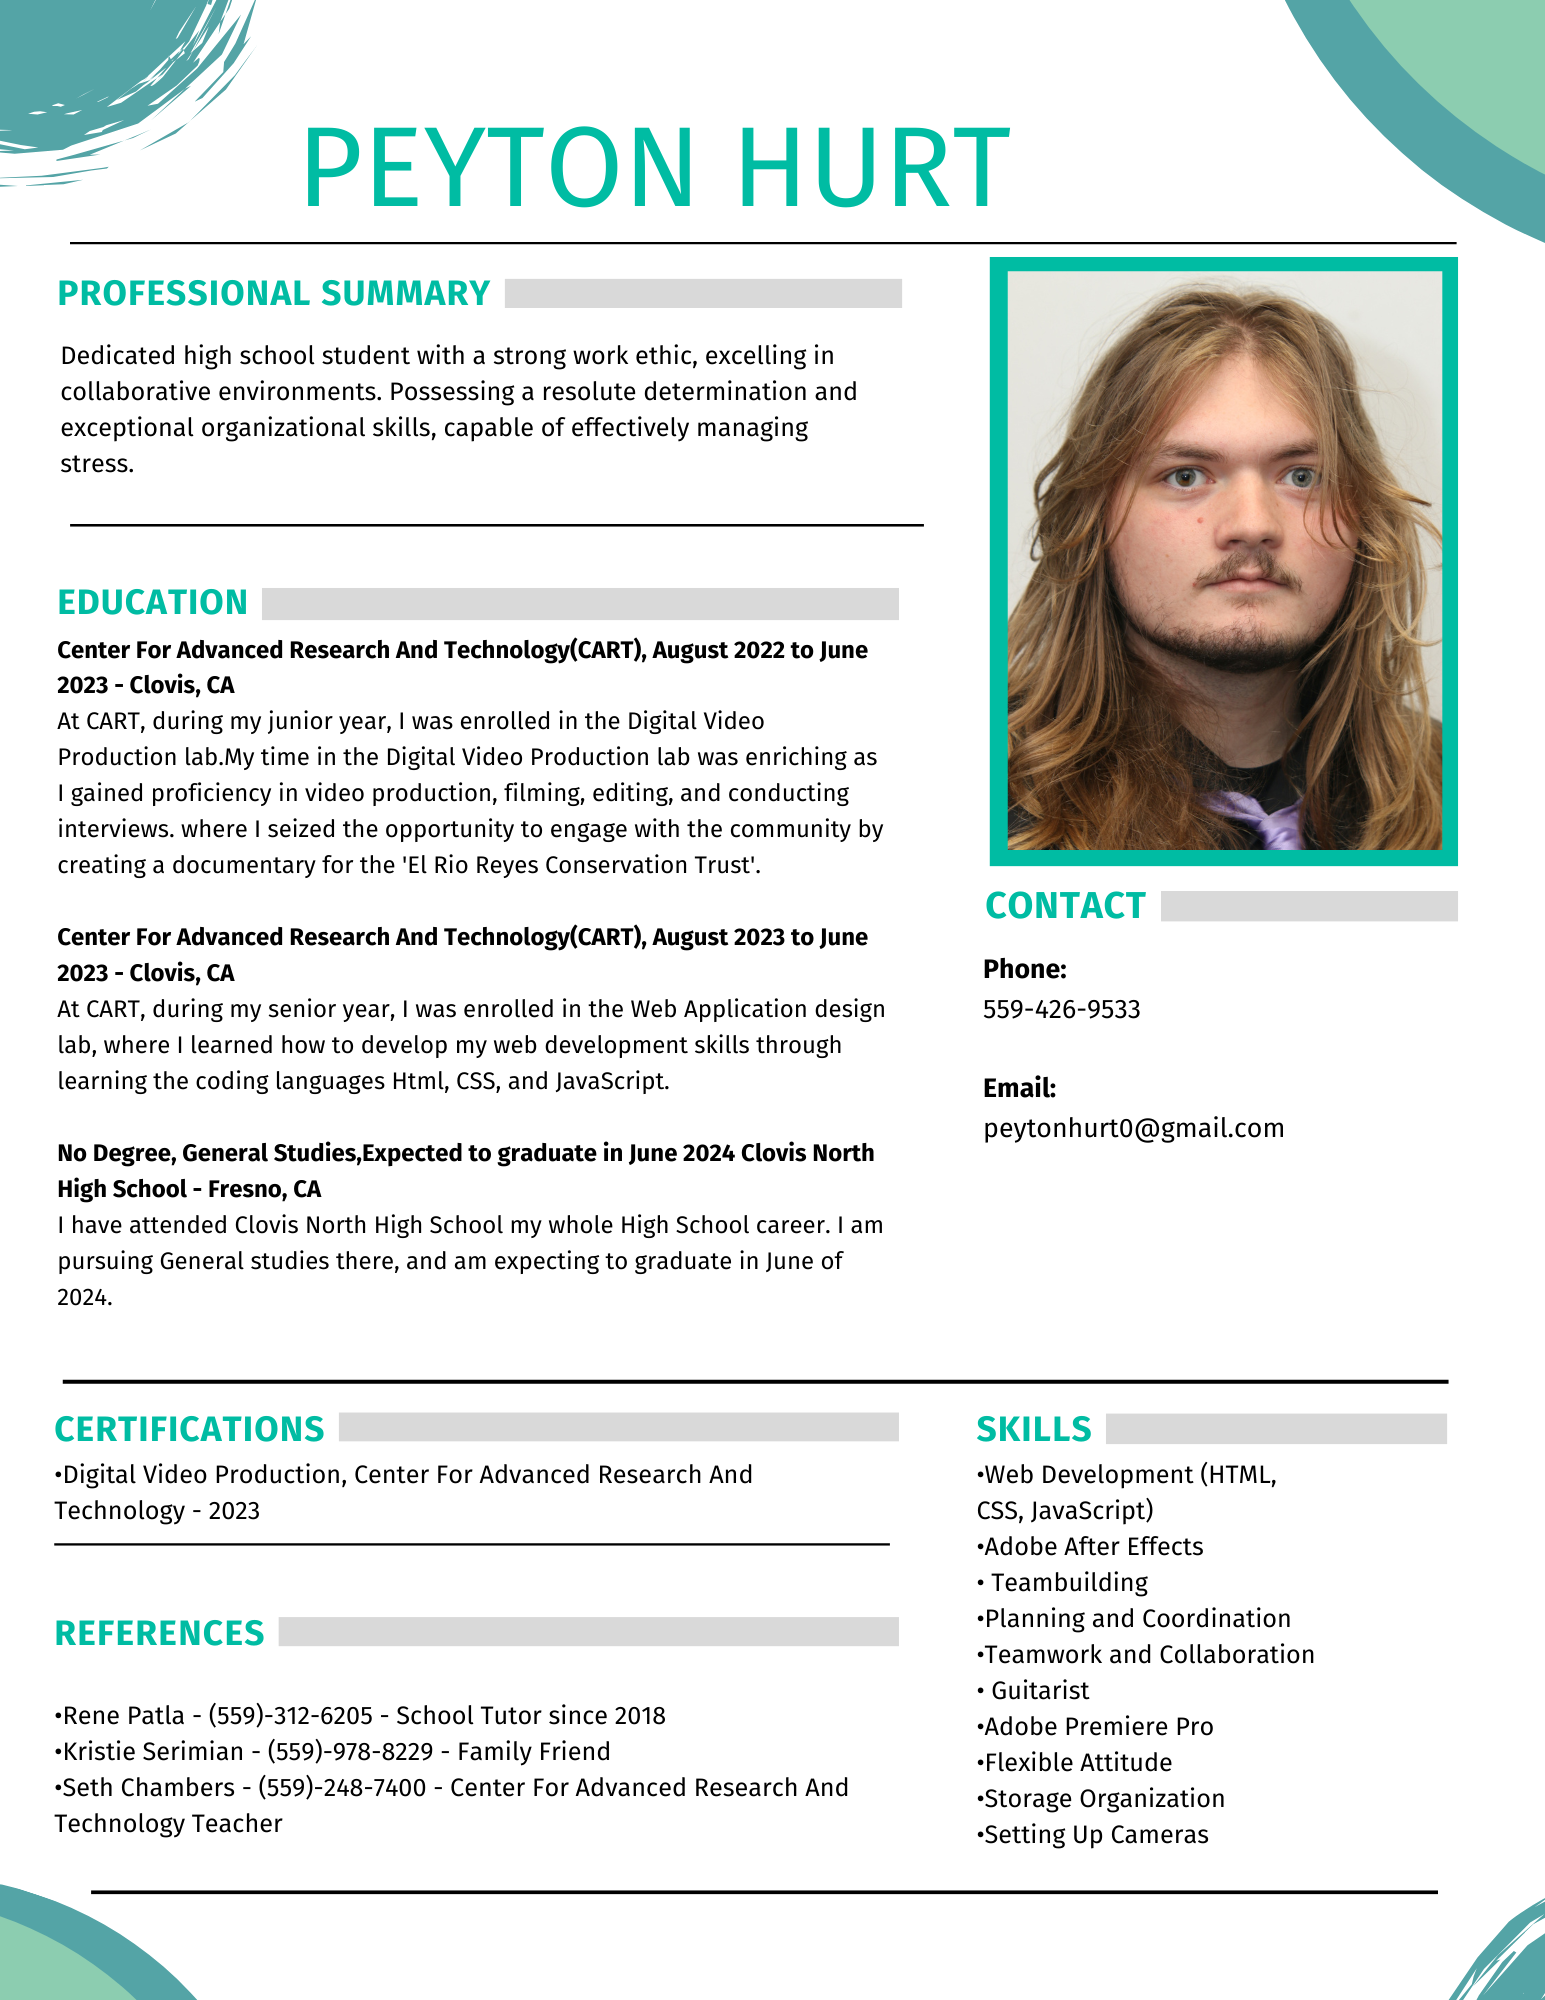 PEYTON HURT
PROFESSIONAL SUMMARY
Dedicated high school student with a strong work ethic, excelling in
collaborative environments. Possessing a resolute determination and
exceptional organizational skills, capable of effectively managing
stress.
EDUCATION
Center For Advanced Research And Technology(CART), August 2022 to June
2023 - Clovis, CA
At CART, during my junior year, I was enrolled in the Digital Video
Production lab.My time in the Digital Video Production lab was enriching as
I gained proficiency in video production, filming, editing, and conducting
interviews. where I seized the opportunity to engage with the community by
creating a documentary for the 'El Rio Reyes Conservation Trust'.
Center For Advanced Research And Technology(CART), August 2023 to June
2023 - Clovis, CA
At CART, during my senior year, I was enrolled in the Web Application design
lab, where I learned how to develop my web development skills through
learning the coding languages Html, CSS, and JavaScript.
No Degree, General Studies,Expected to graduate in June 2024 Clovis North
High School - Fresno, CA
I have attended Clovis North High School my whole High School career. I am
pursuing General studies there, and am expecting to graduate in June of
2024.
CONTACT
Phone:
559-426-9533
Email:
peytonhurt0@gmail.com
CERTIFICATIONS
•Digital Video Production, Center For Advanced Research And
Technology - 2023
REFERENCES
•Rene Patla - (559)-312-6205 - School Tutor since 2018
•Kristie Serimian - (559)-978-8229 - Family Friend
•Seth Chambers - (559)-248-7400 - Center For Advanced Research And
Technology Teacher
SKILLS
•Web Development (HTML,
CSS, JavaScript)
•Adobe After Effects
• Teambuilding
•Planning and Coordination
•Teamwork and Collaboration
• Guitarist
•Adobe Premiere Pro
•Flexible Attitude
•Storage Organization
•Setting Up Cameras